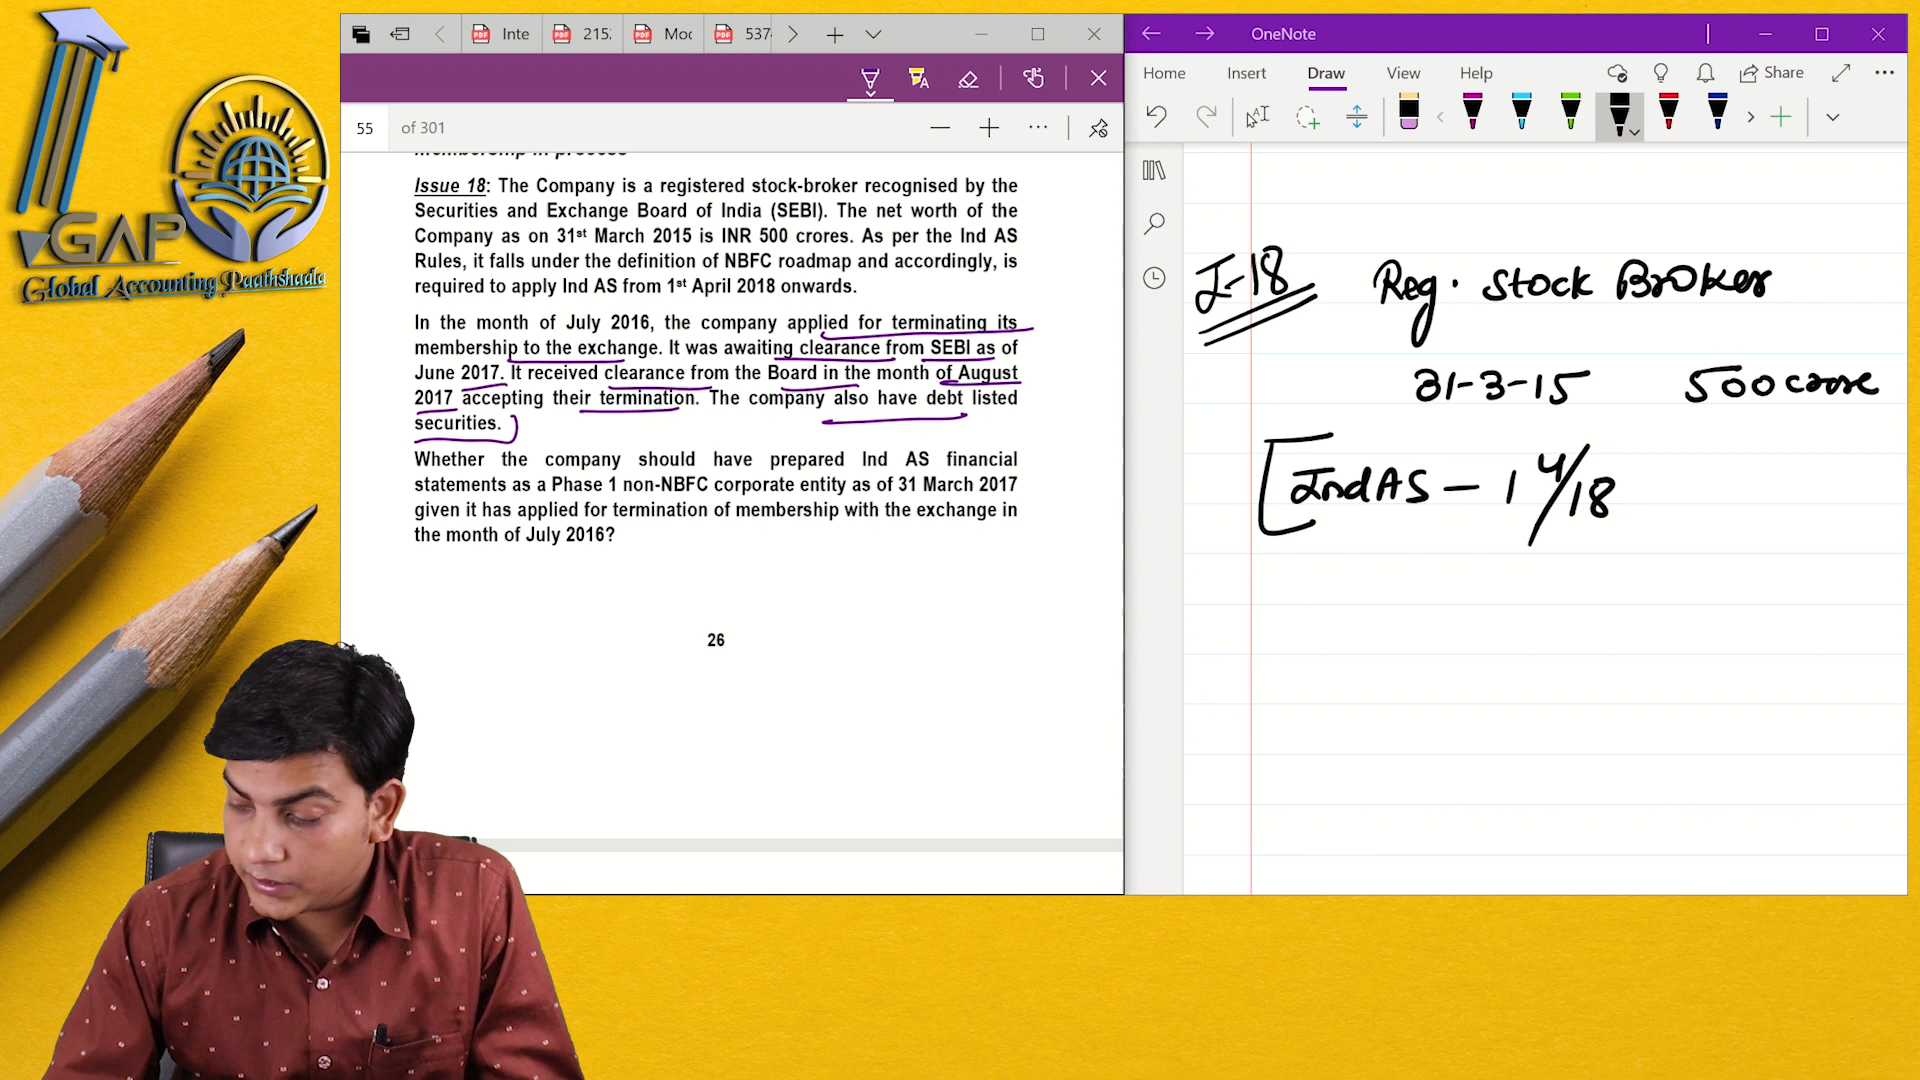 GAP
Global Accounting Paathshaala
Inte
215
Moc
537
55
of 301
membership in process
Issue 18: The Company is a registered stock-broker recognised by the
Securities and Exchange Board of India (SEBI). The net worth of the
Company as on 31st March 2015 is INR 500 crores. As per the Ind AS
Rules, it falls under the definition of NBFC roadmap and accordingly, is
required to apply Ind AS from 1st April 2018 onwards.
In the month of July 2016, the company applied for terminating its
membership to the exchange. It was awaiting clearance from SEBI as of
June 2017. It received clearance from the Board in the month of August
2017 accepting their termination. The company also have debt listed
securities.
Whether the company should have prepared Ind AS financial
statements as a Phase 1 non-NBFC corporate entity as of 31 March 2017
given it has applied for termination of membership with the exchange in
the month of July 2016?
26
OneNote
Home Insert Draw View Help Share
I-18 Reg. Stock Broker
31-3-15 500 crore
Ind AS - 1 4/18